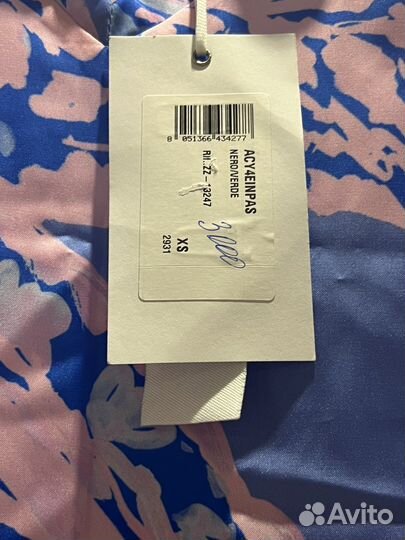 ACY4EINPAS
NERO/VERDE
8 051366 434277
XS
2931
3000
Avito